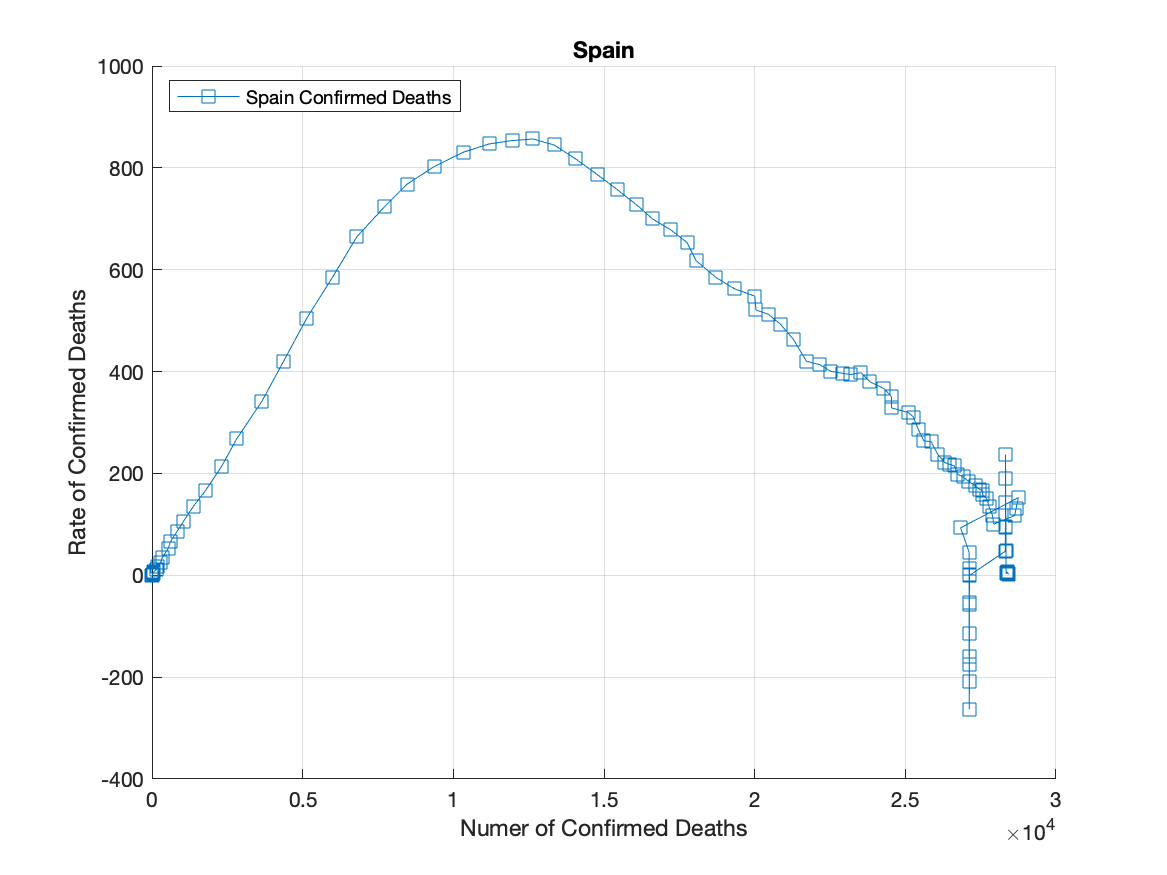 Spain
1000
Spain Confirmed Deaths
800
600
400
200
0
-200
-400
Rate of Confirmed Deaths
0 0.5 1 1.5 2 2.5 3
Numer of Confirmed Deaths
×10⁴